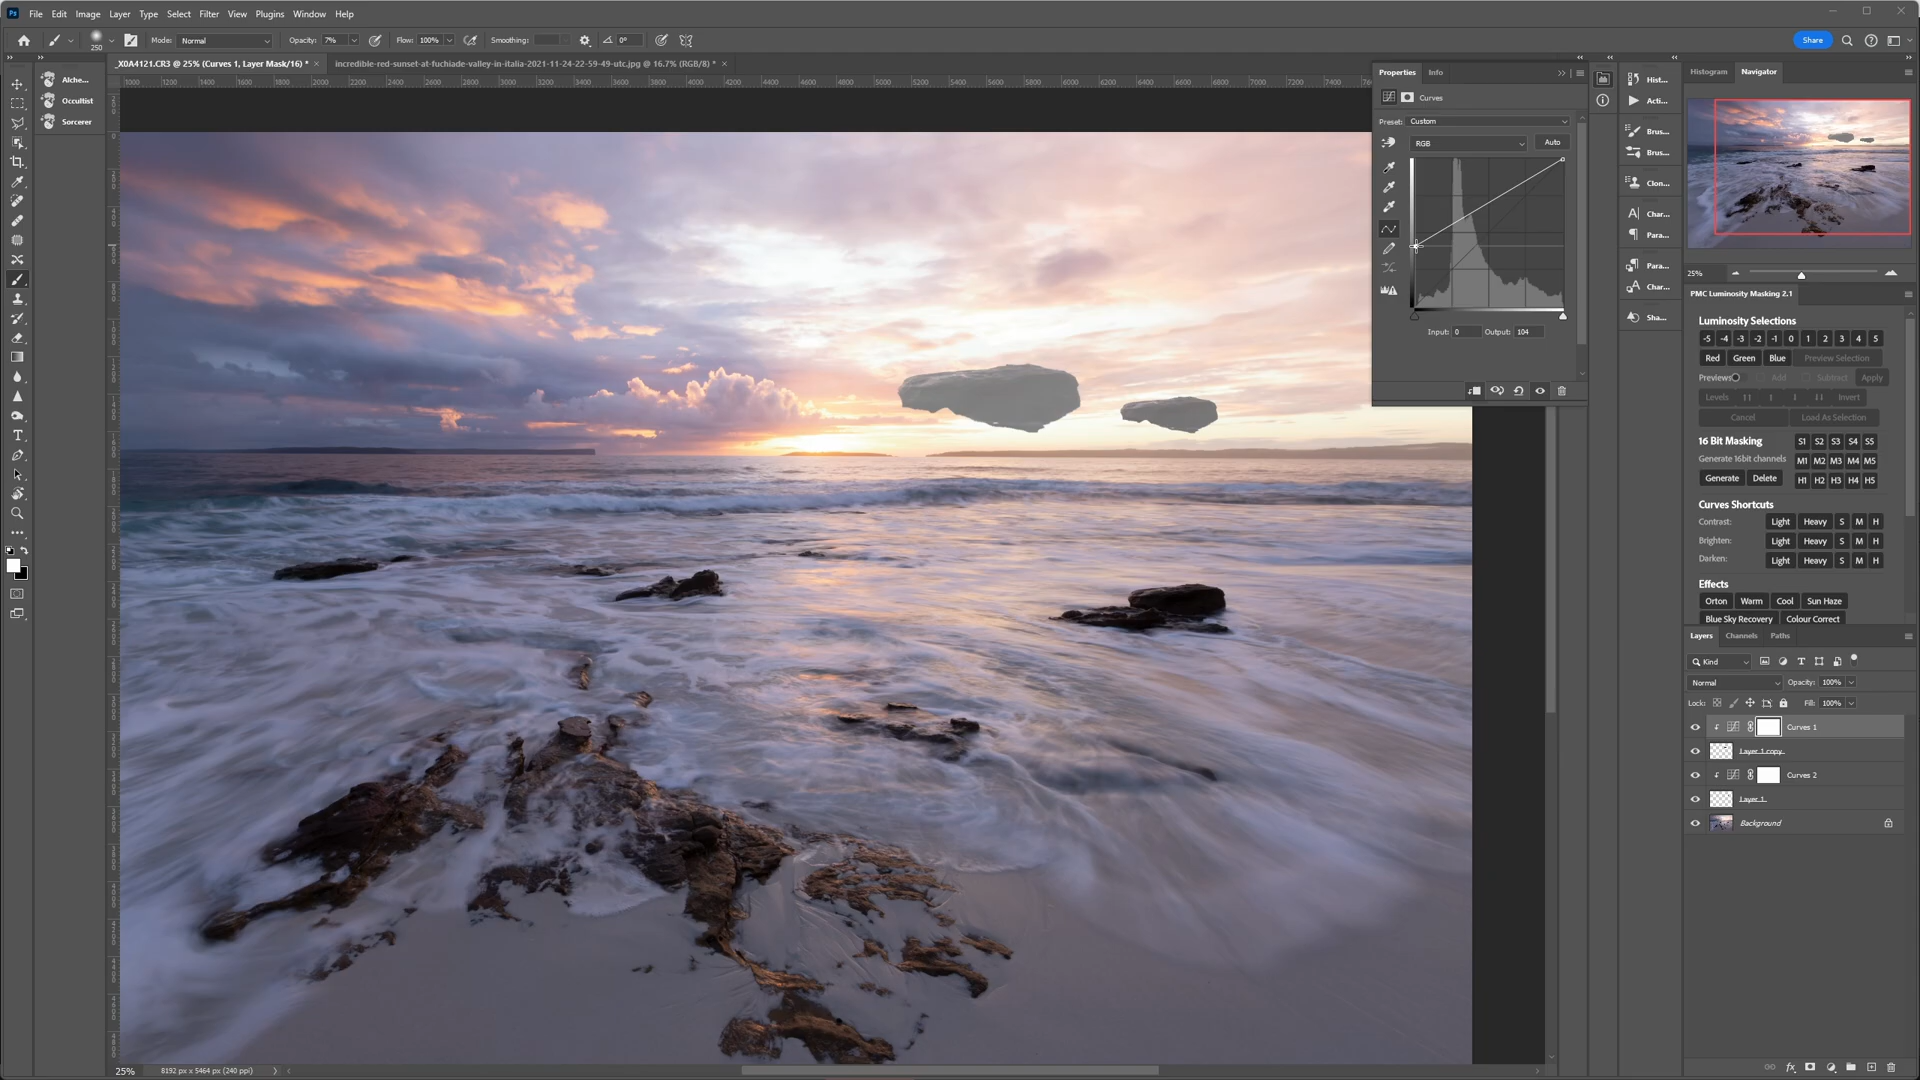 Ps File Edit Image Layer Type Select Filter View Plugins Window Help
250 Mode: Normal Opacity: 7% Flow: 100% Smoothing: 0° Share
_X0A4121.CR3 @ 25% (Curves 1, Layer Mask/16) * × incredible-red-sunset-at-fuchiade-valley-in-italia-2021-11-24-22-59-49-utc.jpg @ 16.7% (RGB/8) * ×
Alche...
Occultist
Sorcerer
Properties Info
Curves
Preset: Custom
RGB Auto
Input: 0 Output: 104
Hist...
Acti...
Brus...
Brus...
Clon...
Char...
Para...
Para...
Char...
Sha...
Histogram Navigator
25%
PMC Luminosity Masking 2.1
Luminosity Selections
-5 -4 -3 -2 -1 0 1 2 3 4 5
Red Green Blue Preview Selection
Previews Add Subtract Apply
Levels Invert
Cancel Load As Selection
16 Bit Masking S1 S2 S3 S4 S5
Generate 16bit channels M1 M2 M3 M4 M5
Generate Delete H1 H2 H3 H4 H5
Curves Shortcuts
Contrast: Light Heavy S M H
Brighten: Light Heavy S M H
Darken: Light Heavy S M H
Effects
Orton Warm Cool Sun Haze
Blue Sky Recovery Colour Correct
Layers Channels Paths
Kind
Normal Opacity: 100%
Lock: Fill: 100%
Curves 1
Layer 1 copy
Curves 2
Layer 1
Background
25% 8192 px x 5464 px (240 ppi)